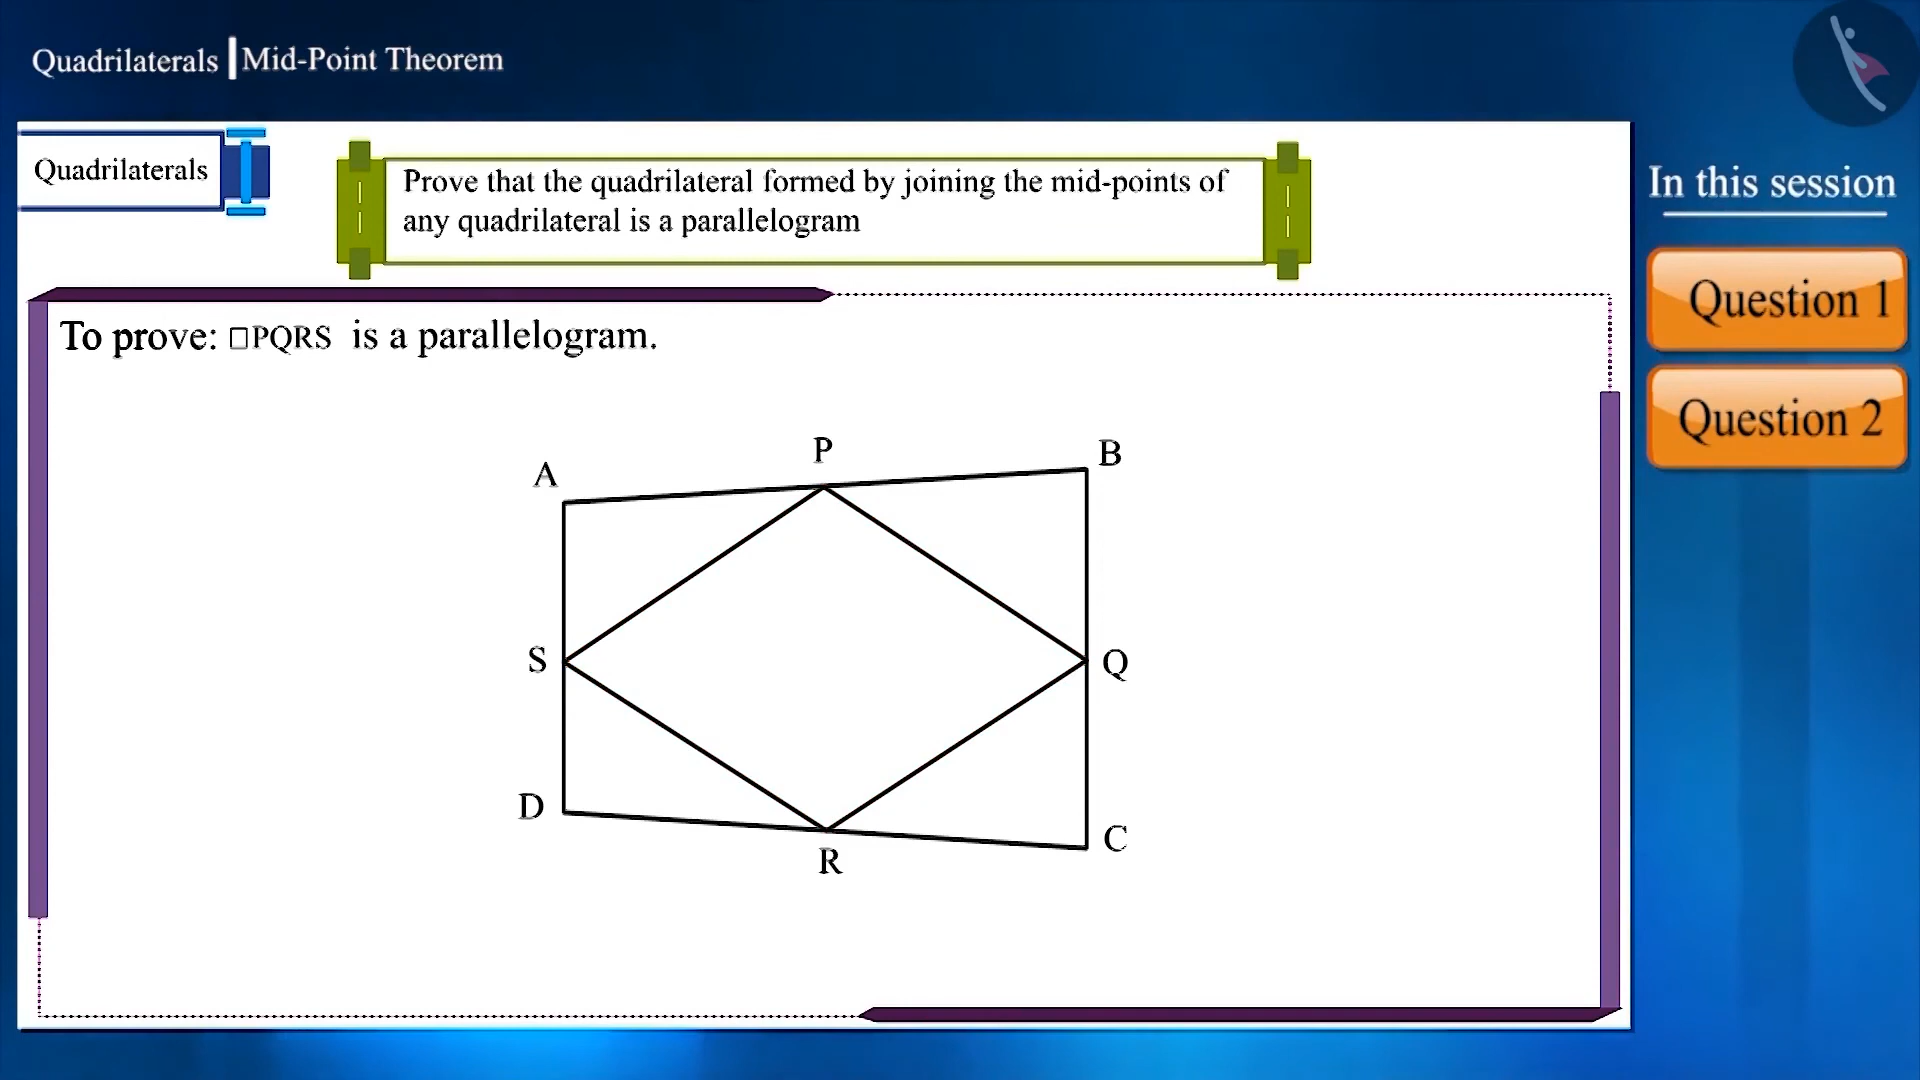 Quadrilaterals | Mid-Point Theorem
Quadrilaterals
Prove that the quadrilateral formed by joining the mid-points of
any quadrilateral is a parallelogram
In this session
Question 1
Question 2
To prove: □PQRS is a parallelogram.
P
B
A
S
Q
D
C
R